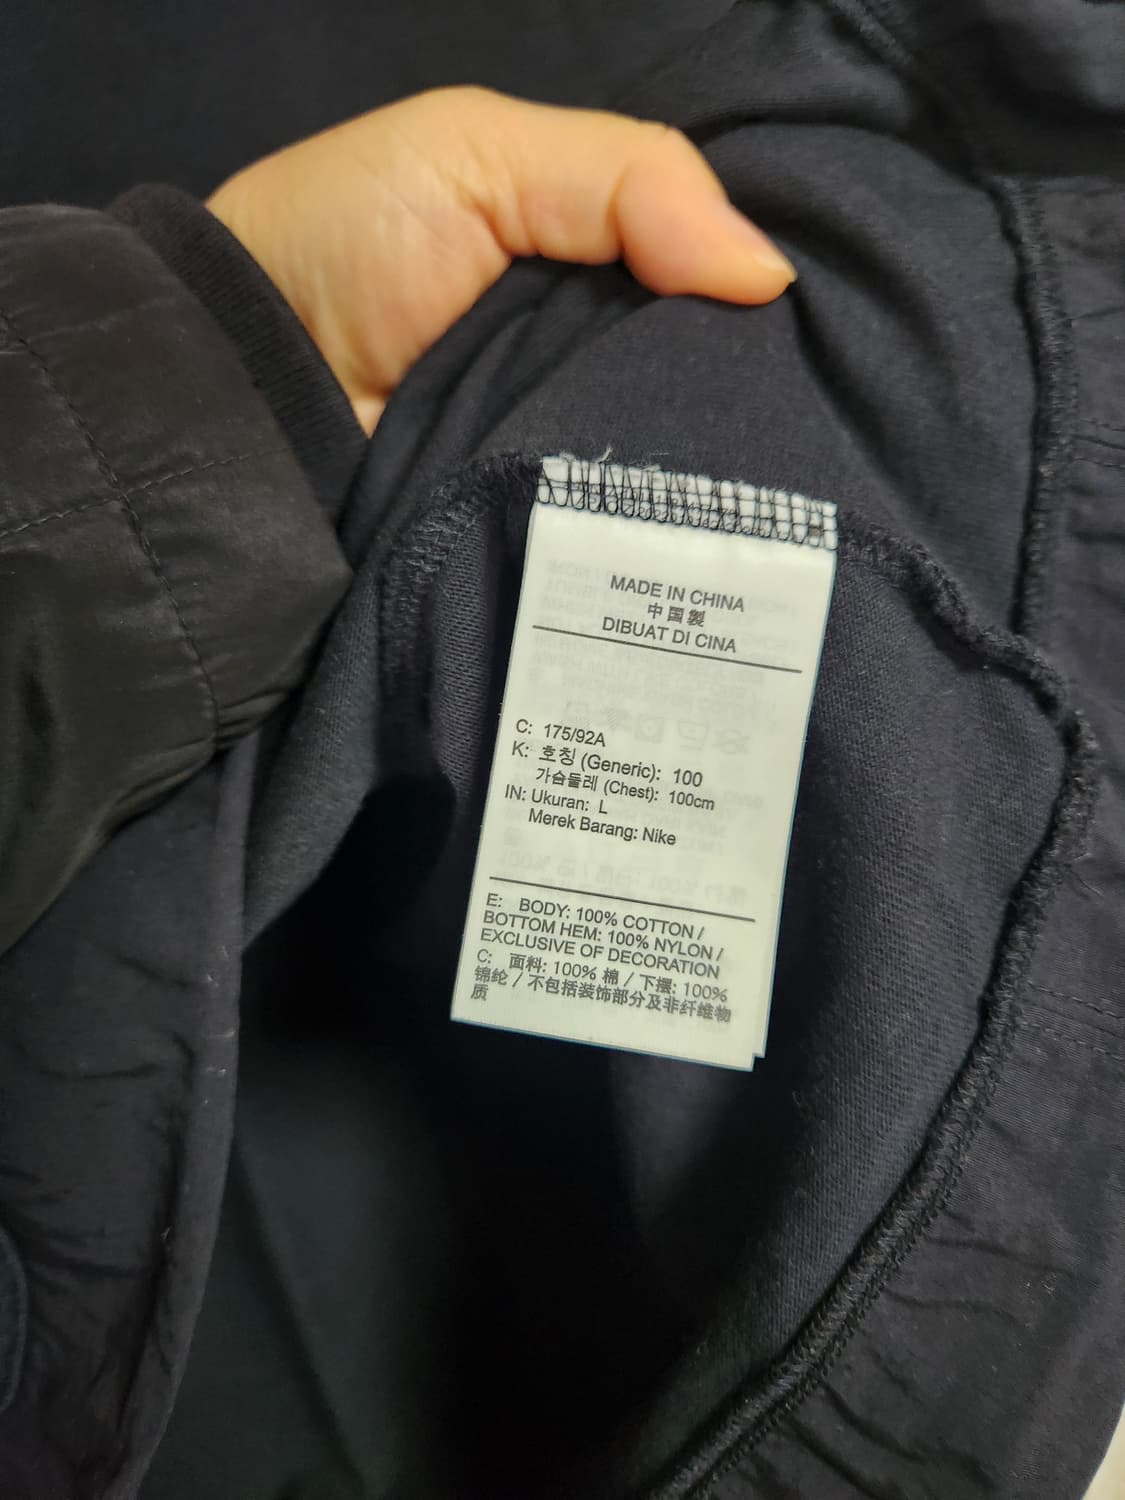 MADE IN CHINA
中国製
DIBUAT DI CINA
C: 175/92A
K: 호칭 (Generic): 100
가슴둘레 (Chest): 100cm
IN: Ukuran: L
Merek Barang: Nike
E: BODY: 100% COTTON /
BOTTOM HEM: 100% NYLON /
EXCLUSIVE OF DECORATION
C: 面料: 100% 棉 / 下摆: 100%
锦纶 / 不包括装饰部分及非纤维物
质